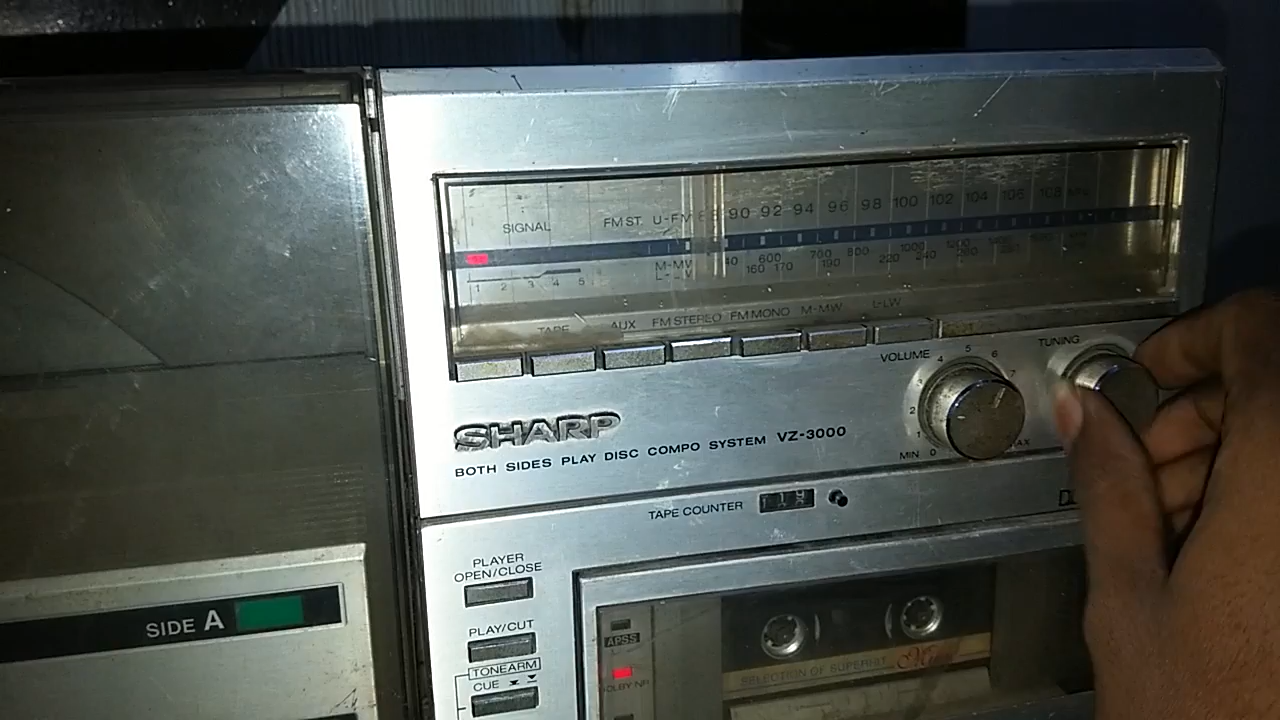 SIGNAL FM ST. U-FM 88 90 92 94 96 98 100 102 104 106 108 MHz
1 2 3 4 5
M-MW 600 700 800 1000 1200
L-LW 160 170 190 220 240 260
TAPE AUX FM STEREO FM MONO M-MW L-LW
VOLUME TUNING
MIN 0 1 2 3 4 5 6 7
SHARP
BOTH SIDES PLAY DISC COMPO SYSTEM VZ-3000
TAPE COUNTER
PLAYER
OPEN/CLOSE
PLAY/CUT
TONEARM
CUE
SIDE A
APSS
DOLBY NR
SELECTION OF SUPERHIT